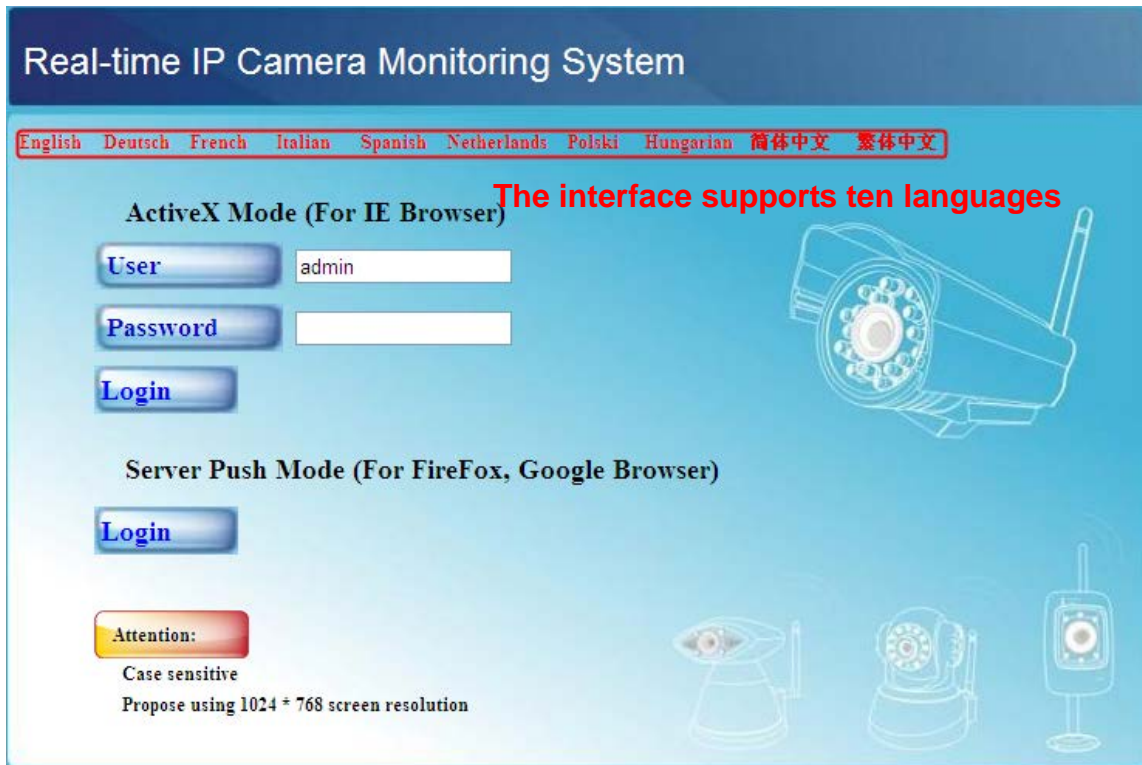 Real-time IP Camera Monitoring System
English Deutsch French Italian Spanish Netherlands Polski Hungarian 简体中文 繁体中文
The interface supports ten languages
ActiveX Mode (For IE Browser)
User admin
Password
Login
Server Push Mode (For FireFox, Google Browser)
Login
Attention:
Case sensitive
Propose using 1024 * 768 screen resolution